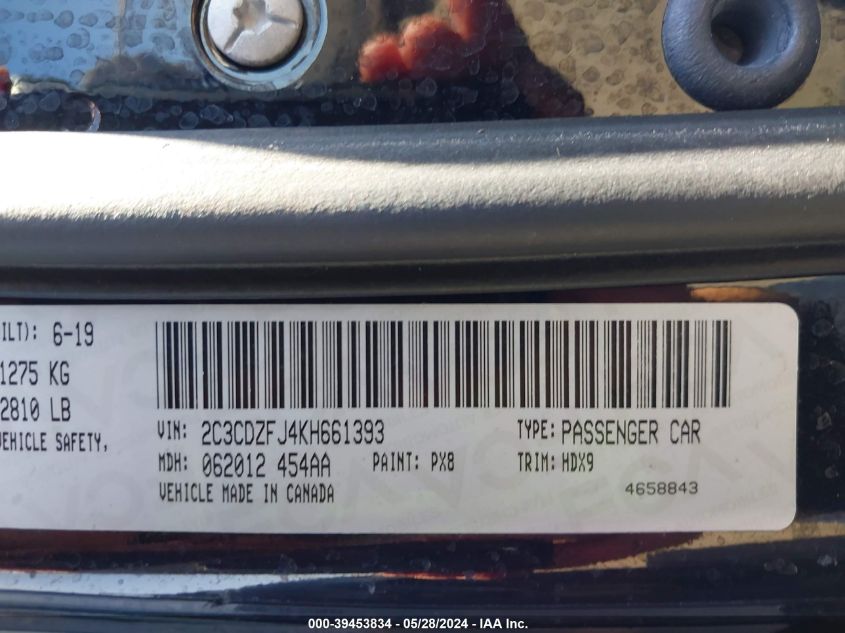 ILT): 6-19
1275 KG
2810 LB
VEHICLE SAFETY,
VIN: 2C3CDZFJ4KH661393 TYPE: PASSENGER CAR
MDH: 062012 454AA PAINT: PX8 TRIM: HDX9
VEHICLE MADE IN CANADA 4658843
000-39453834 / 05/28/2024 - IAA Inc.